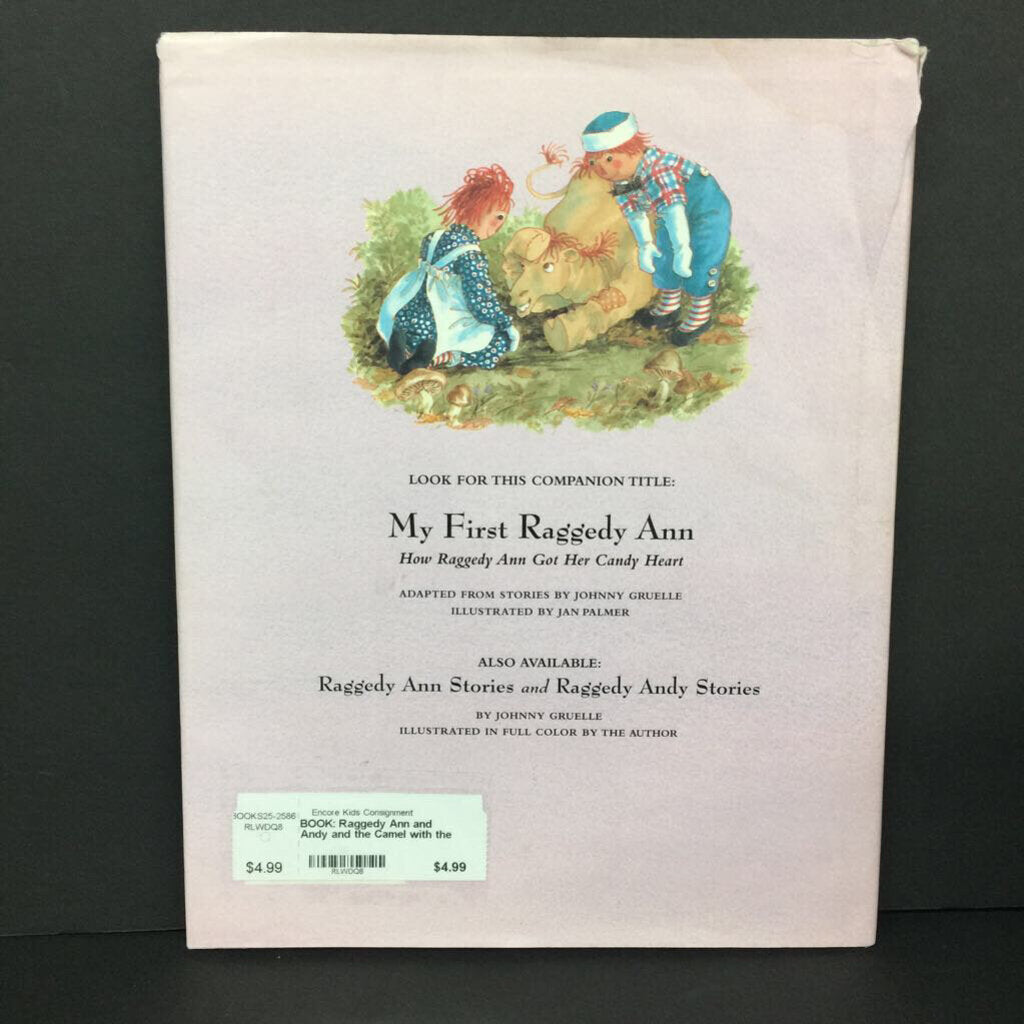 LOOK FOR THIS COMPANION TITLE:
My First Raggedy Ann
How Raggedy Ann Got Her Candy Heart
ADAPTED FROM STORIES BY JOHNNY GRUELLE
ILLUSTRATED BY JAN PALMER
ALSO AVAILABLE:
Raggedy Ann Stories and Raggedy Andy Stories
BY JOHNNY GRUELLE
ILLUSTRATED IN FULL COLOR BY THE AUTHOR
BOOKS25-2586
RLWDQ8
$4.99
Encore Kids Consignment
BOOK: Raggedy Ann and
Andy and the Camel with the
RLWDQ8
$4.99